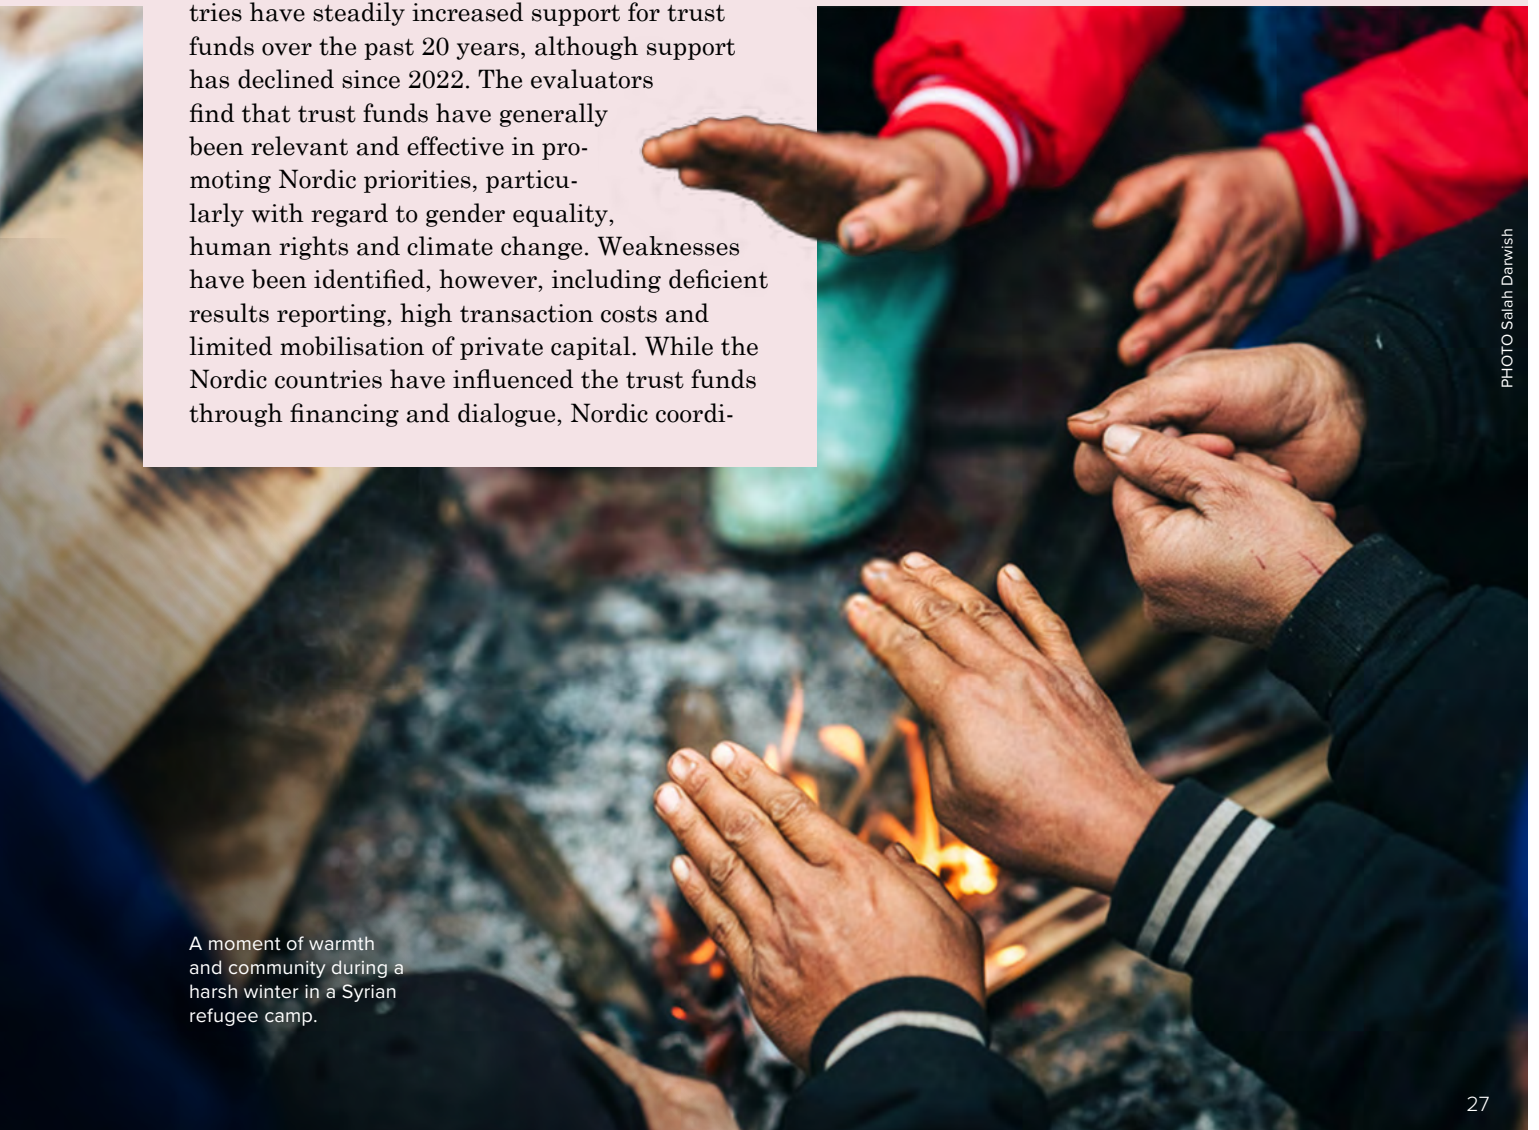 tries have steadily increased support for trust
funds over the past 20 years, although support
has declined since 2022. The evaluators
find that trust funds have generally
been relevant and effective in pro-
moting Nordic priorities, particu-
larly with regard to gender equality,
human rights and climate change. Weaknesses
have been identified, however, including deficient
results reporting, high transaction costs and
limited mobilisation of private capital. While the
Nordic countries have influenced the trust funds
through financing and dialogue, Nordic coordi-
PHOTO Salah Darwish
A moment of warmth
and community during a
harsh winter in a Syrian
refugee camp.
27